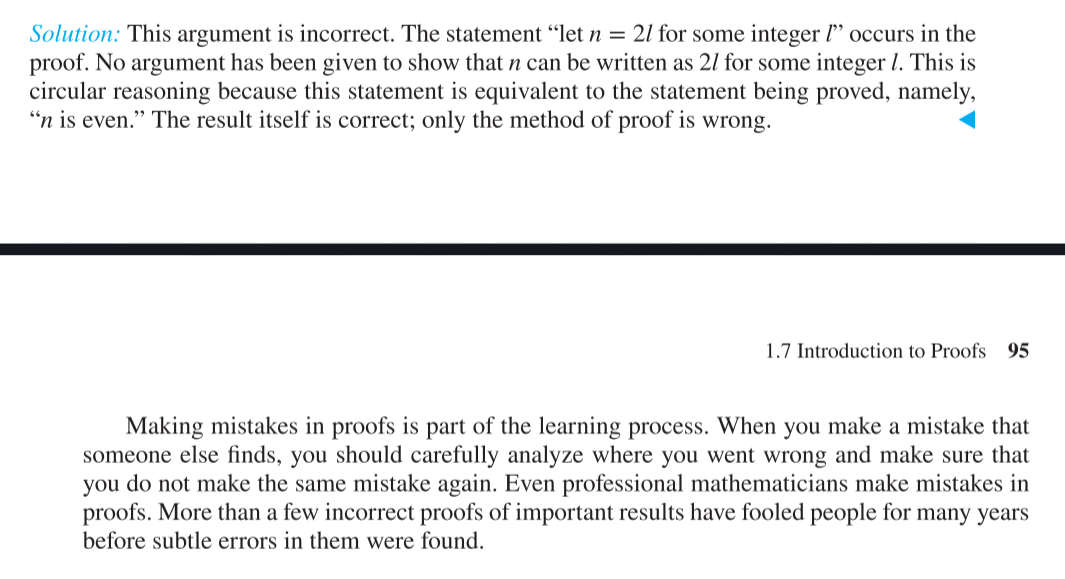 Solution: This argument is incorrect. The statement “let n = 2l for some integer l” occurs in the
proof. No argument has been given to show that n can be written as 2l for some integer l. This is
circular reasoning because this statement is equivalent to the statement being proved, namely,
“n is even.” The result itself is correct; only the method of proof is wrong.
1.7 Introduction to Proofs 95
Making mistakes in proofs is part of the learning process. When you make a mistake that
someone else finds, you should carefully analyze where you went wrong and make sure that
you do not make the same mistake again. Even professional mathematicians make mistakes in
proofs. More than a few incorrect proofs of important results have fooled people for many years
before subtle errors in them were found.